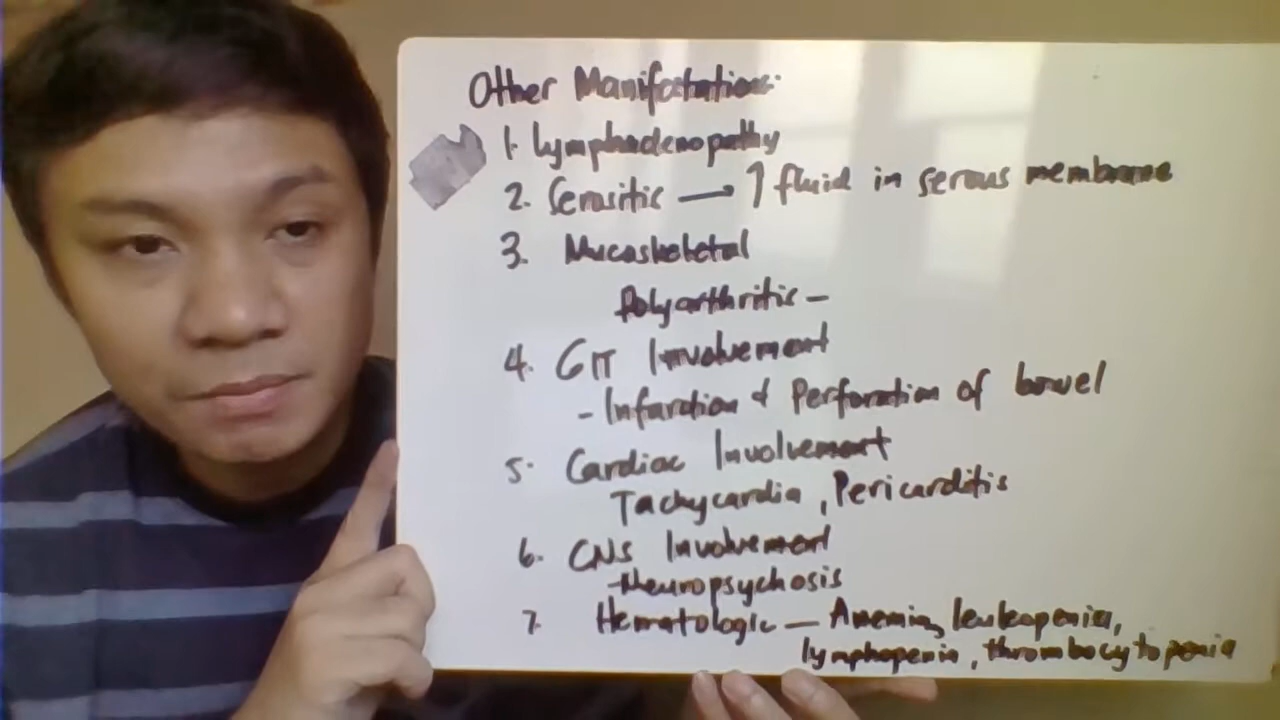 Other Manifestations:
1. Lymphadenopathy
2. Serositis → ↑ fluid in serous membrane
3. Mucoskeletal
Polyarthritis -
4. GIT Involvement
- Infarction & Perforation of bowel
5. Cardiac Involvement
Tachycardia, Pericarditis
6. CNS Involvement
-Neuropsychosis
7. Hematologic - Anemia, leukopenia,
lymphopenia, thrombocytopenia